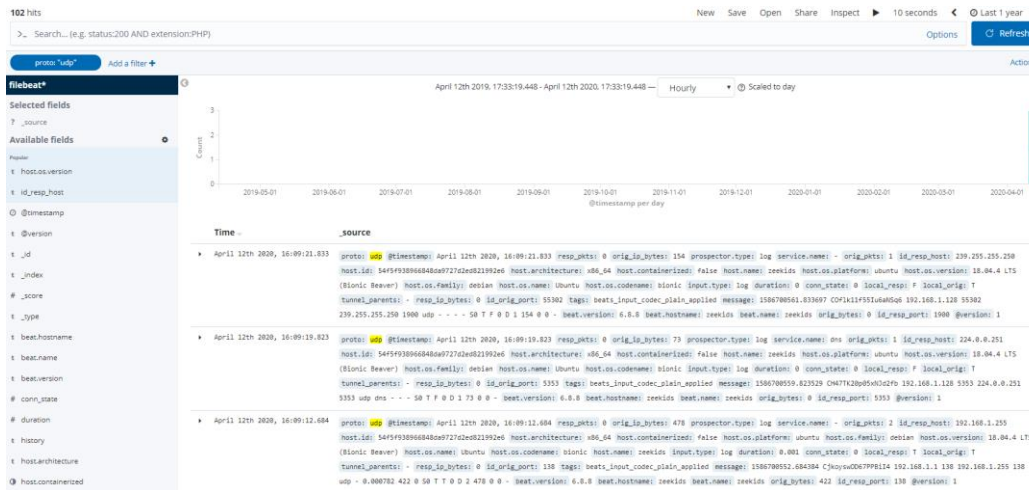 102 hits
New Save Open Share Inspect 10 seconds Last 1 year
>_ Search... (e.g. status:200 AND extension:PHP)
Options
Refresh
proto: "udp"
Add a filter +
Actio
filebeat*
April 12th 2019, 17:33:19.448 - April 12th 2020, 17:33:19.448 —
Hourly
Scaled to day
Selected fields
? _source
Available fields
Popular
t host.os.version
t id_resp_host
@timestamp
t @version
t _id
t _index
# _score
t _type
t beat.hostname
t beat.name
t beat.version
# conn_state
# duration
t history
t host.architecture
host.containerized
Count
3
2
1
0
2019-05-01 2019-06-01 2019-07-01 2019-08-01 2019-09-01 2019-10-01 2019-11-01 2019-12-01 2020-01-01 2020-02-01 2020-03-01 2020-04-01
@timestamp per day
Time
_source
April 12th 2020, 16:09:21.833
proto: udp @timestamp: April 12th 2020, 16:09:21.833 resp_pkts: 0 orig_ip_bytes: 154 prospector.type: log service.name: - orig_pkts: 1 id_resp_host: 239.255.255.250
host.id: 54f5f938966848da9727d2ed821992e6 host.architecture: x86_64 host.containerized: false host.name: zeekids host.os.platform: ubuntu host.os.version: 18.04.4 LTS
(Bionic Beaver) host.os.family: debian host.os.name: Ubuntu host.os.codename: bionic input.type: log duration: 0 conn_state: 0 local_resp: F local_orig: T
tunnel_parents: - resp_ip_bytes: 0 id_orig_port: 55302 tags: beats_input_codec_plain_applied message: 1586700561.833697 192.168.1.128 55302
239.255.255.250 1900 udp - - - - S0 T F 0 D 1 154 0 0 - beat.version: 6.8.8 beat.hostname: zeekids beat.name: zeekids orig_bytes: 0 id_resp_port: 1900 @version: 1
April 12th 2020, 16:09:19.823
proto: udp @timestamp: April 12th 2020, 16:09:19.823 resp_pkts: 0 orig_ip_bytes: 73 prospector.type: log service.name: dns orig_pkts: 1 id_resp_host: 224.0.0.251
host.id: 54f5f938966848da9727d2ed821992e6 host.architecture: x86_64 host.containerized: false host.name: zeekids host.os.platform: ubuntu host.os.version: 18.04.4 LTS
(Bionic Beaver) host.os.family: debian host.os.name: Ubuntu host.os.codename: bionic input.type: log duration: 0 conn_state: 0 local_resp: F local_orig: T
tunnel_parents: - resp_ip_bytes: 0 id_orig_port: 5353 tags: beats_input_codec_plain_applied message: 1586700559.823529 192.168.1.128 5353 224.0.0.251
5353 udp dns - - - S0 T F 0 D 1 73 0 0 - beat.version: 6.8.8 beat.hostname: zeekids beat.name: zeekids orig_bytes: 0 id_resp_port: 5353 @version: 1
April 12th 2020, 16:09:12.684
proto: udp @timestamp: April 12th 2020, 16:09:12.684 resp_pkts: 0 orig_ip_bytes: 478 prospector.type: log service.name: - orig_pkts: 2 id_resp_host: 192.168.1.255
host.id: 54f5f938966848da9727d2ed821992e6 host.architecture: x86_64 host.containerized: false host.os.platform: ubuntu host.os.family: debian host.os.version: 18.04.4 LTS
(Bionic Beaver) host.os.name: Ubuntu host.os.codename: bionic host.name: zeekids input.type: log duration: 0.001 conn_state: 0 local_resp: T local_orig: T
tunnel_parents: - resp_ip_bytes: 0 id_orig_port: 138 tags: beats_input_codec_plain_applied message: 1586700552.684384 192.168.1.1 138 192.168.1.255 138
udp - 0.000782 422 0 S0 T T 0 D 2 478 0 0 - beat.version: 6.8.8 beat.hostname: zeekids beat.name: zeekids orig_bytes: 422 id_resp_port: 138 @version: 1